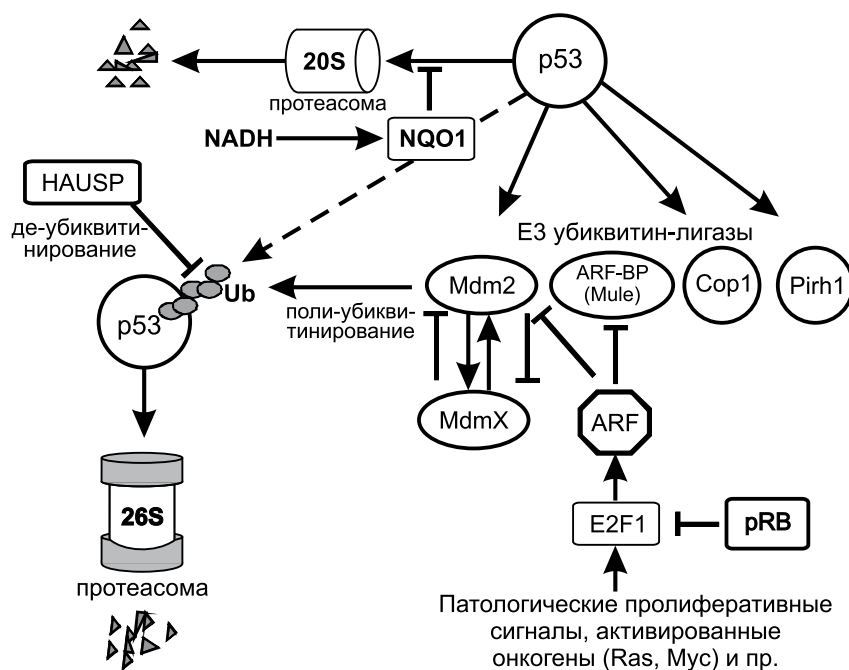 20S
протеасома
p53
NADH
NQO1
HAUSP
де-убиквити-
нирование
E3 убиквитин-лигазы
Mdm2
ARF-BP
(Mule)
Cop1
Pirh1
Ub
p53
поли-убикви-
тинирование
MdmX
ARF
26S
E2F1
pRB
протеасома
Патологические пролиферативные
сигналы, активированные
онкогены (Ras, Myc) и пр.